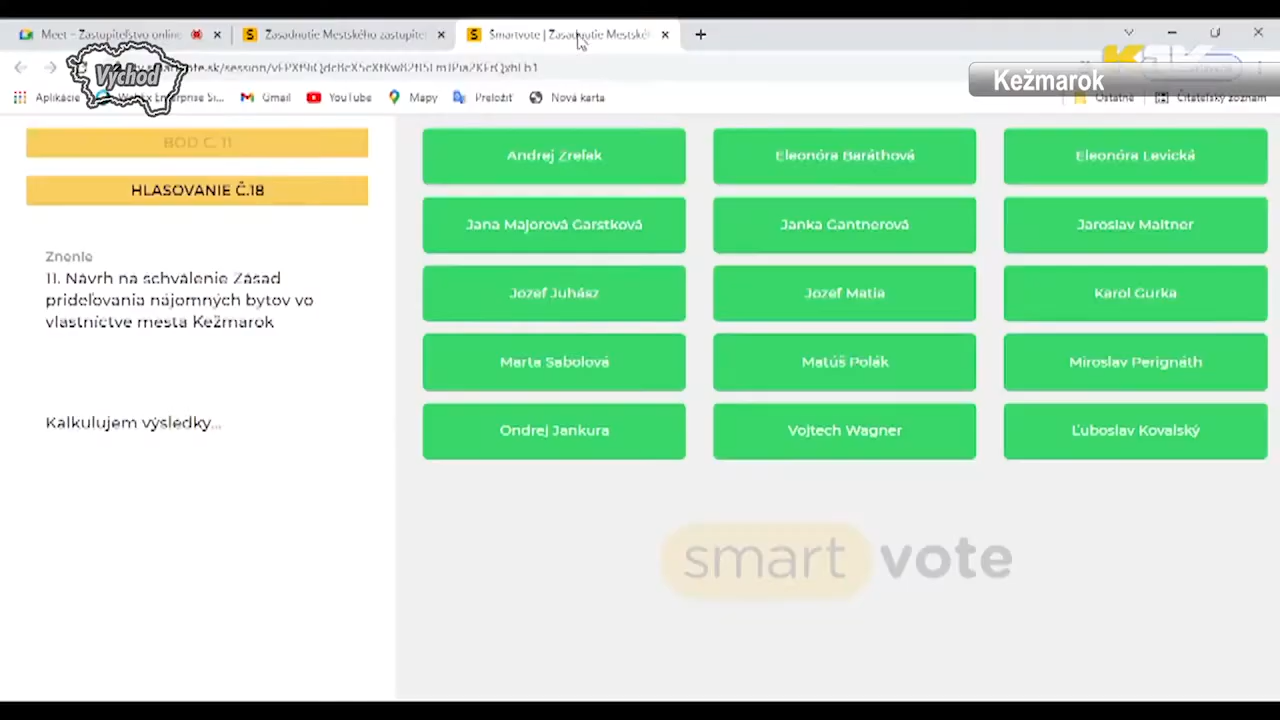 Meet - Zastupiteľstvo online
Zasadnutie Mestského zastupiteľ
Smartvote | Zasadnutie Mestské
Východ
Kežmarok
Aplikácie
Gmail
YouTube
Mapy
Preložiť
Nová karta
Ostatné
Čitateľský zoznam
BOD Č. 11
HLASOVANIE Č.18
Znenie
11. Návrh na schválenie Zásad
prideľovania nájomných bytov vo
vlastníctve mesta Kežmarok
Kalkulujem výsledky...
Andrej Zreľak
Eleonóra Baráthová
Eleonóra Levická
Jana Majorová Garstková
Janka Gantnerová
Jaroslav Maitner
Jozef Juhász
Jozef Matia
Karol Gurka
Marta Sabolová
Matúš Polák
Miroslav Perignáth
Ondrej Jankura
Vojtech Wagner
Ľuboslav Kovalský
smart vote